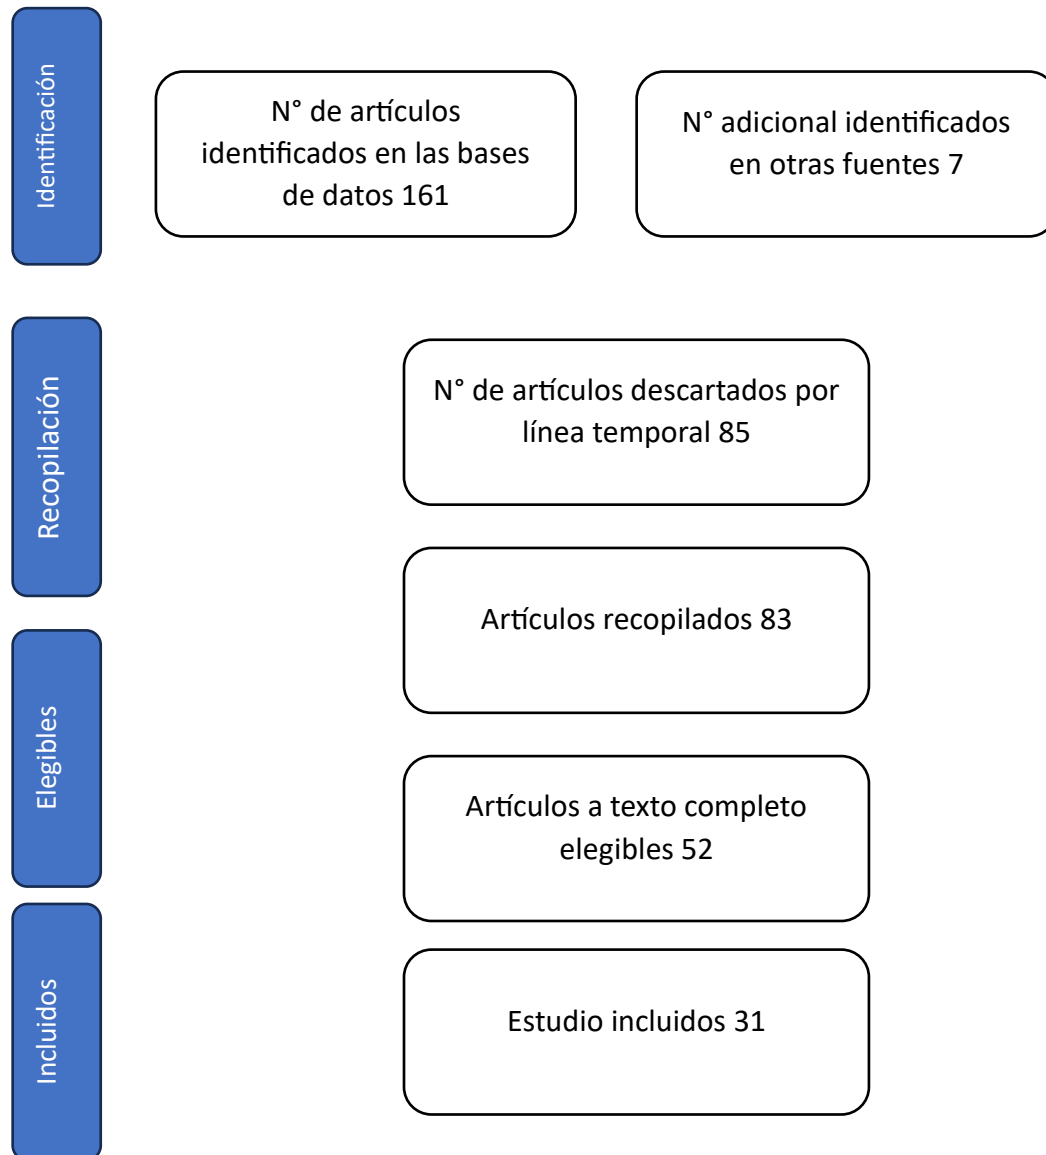 Identificación
N° de artículos
identificados en las bases
de datos 161
N° adicional identificados
en otras fuentes 7
Recopilación
N° de artículos descartados por
línea temporal 85
Artículos recopilados 83
Elegibles
Artículos a texto completo
elegibles 52
Incluidos
Estudio incluidos 31